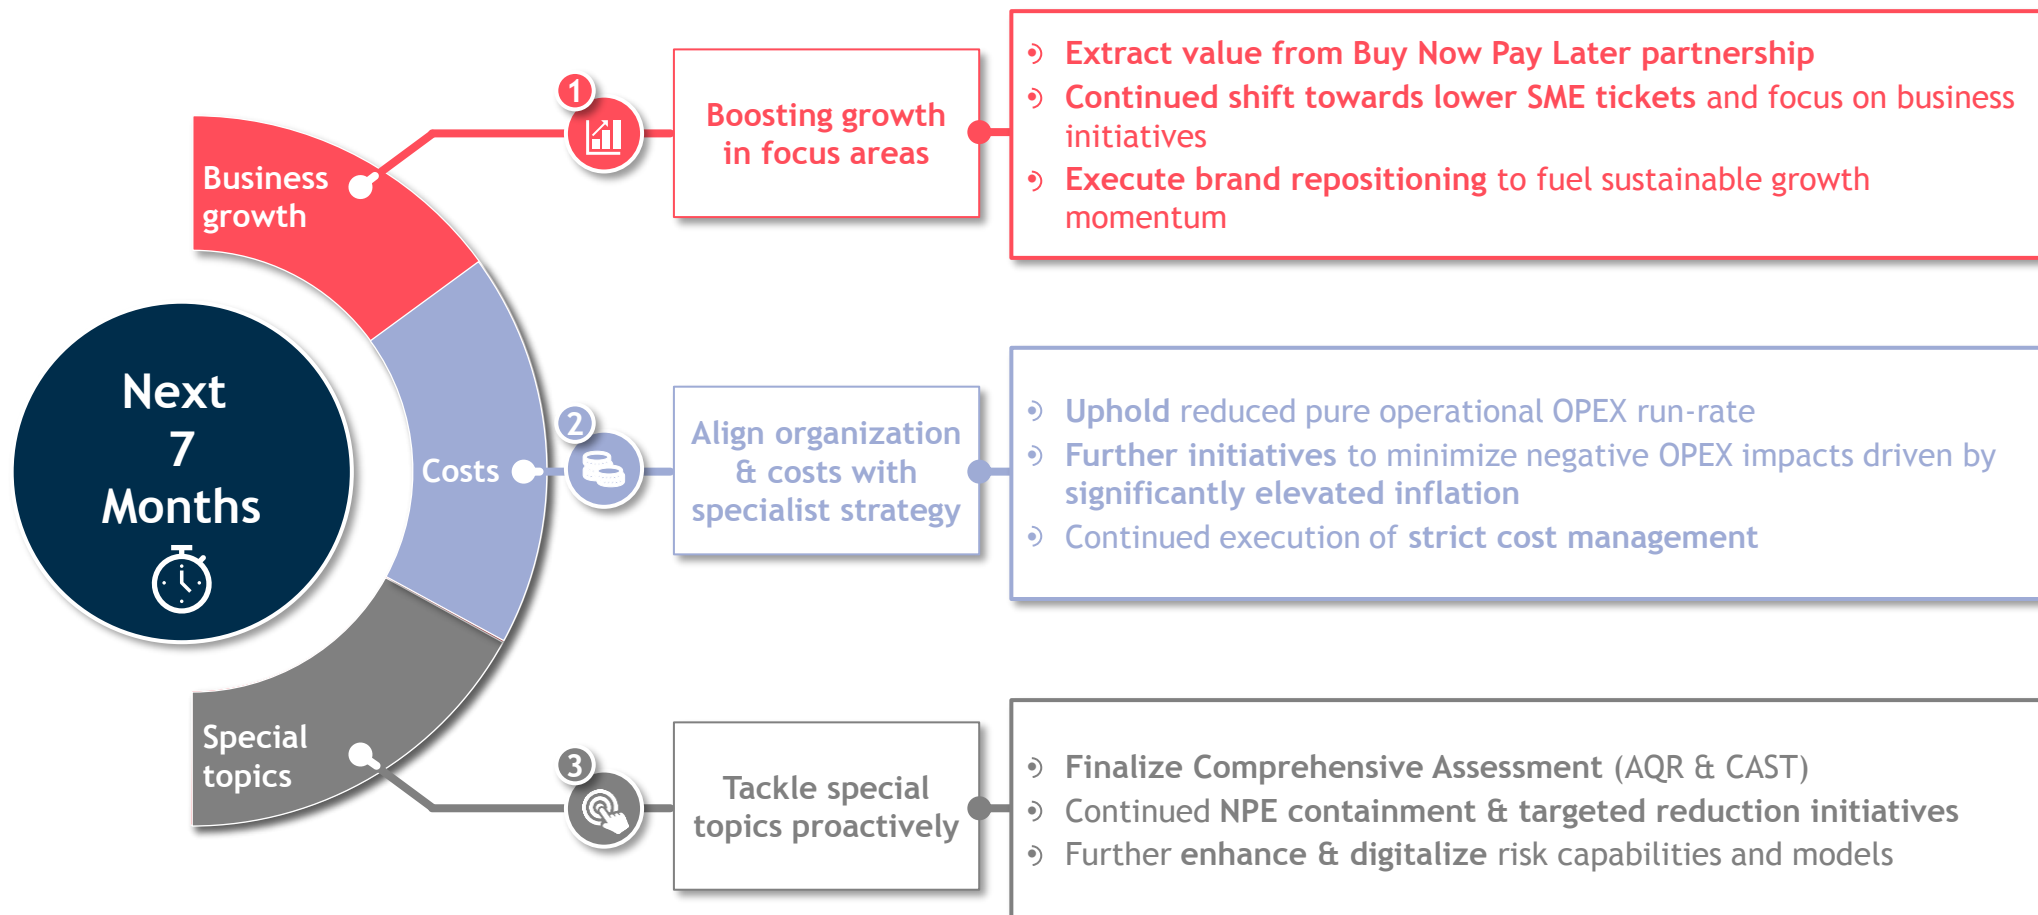 Next
7
Months
Business
growth
1
Boosting growth
in focus areas
Extract value from Buy Now Pay Later partnership
Continued shift towards lower SME tickets and focus on business
initiatives
Execute brand repositioning to fuel sustainable growth
momentum
Costs
2
Align organization
& costs with
specialist strategy
Uphold reduced pure operational OPEX run-rate
Further initiatives to minimize negative OPEX impacts driven by
significantly elevated inflation
Continued execution of strict cost management
Special
topics
3
Tackle special
topics proactively
Finalize Comprehensive Assessment (AQR & CAST)
Continued NPE containment & targeted reduction initiatives
Further enhance & digitalize risk capabilities and models